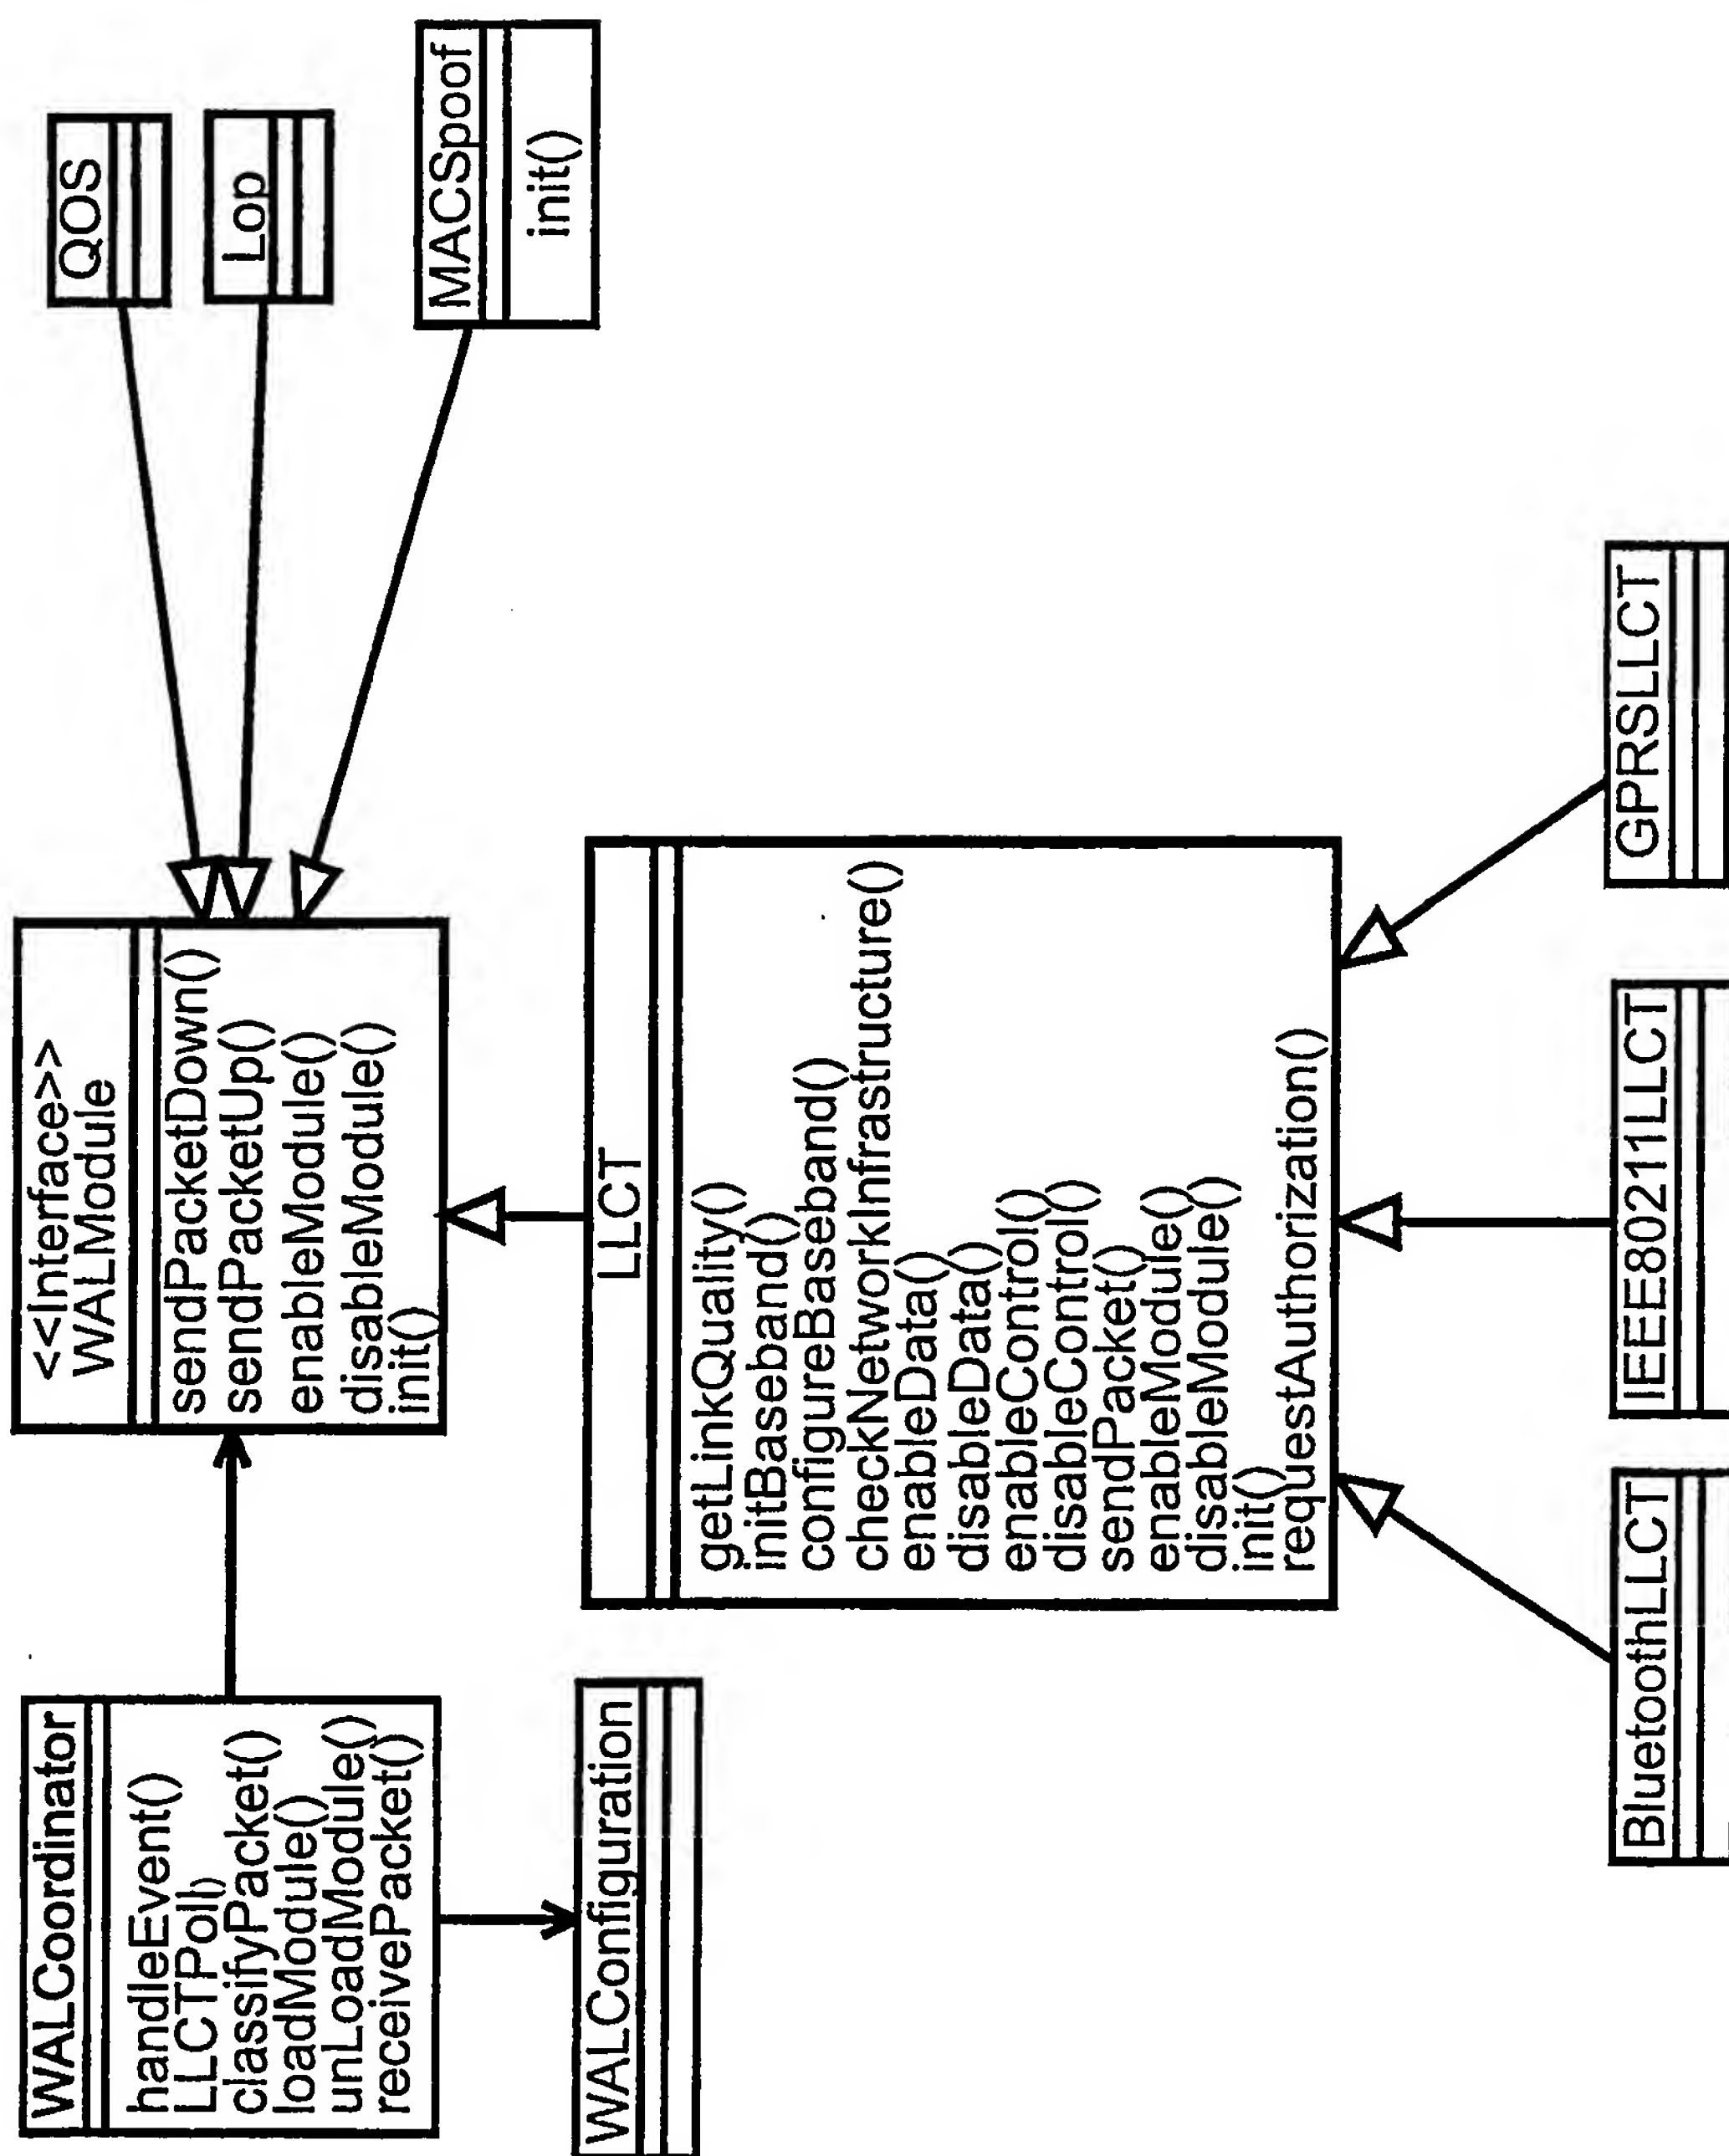 WALCoordinator
handleEvent()
LLCTPoll()
classifyPacket()
loadModule()
unLoadModule()
receivePacket()
<<Interface>>
WALModule
sendPacketDown()
sendPacketUp()
enableModule()
disableModule()
init()
QOS
Lop
MACSpoof
init()
WALConfiguration
LLCT
getLinkQuality()
initBaseband()
configureBaseband()
checkNetworkInfrastructure()
enableData()
disableData()
enableControl()
disableControl()
sendPacket()
enableModule()
disableModule()
init()
requestAuthorization()
BluetoothLLCT
IEEE80211LLCT
GPRSLLCT